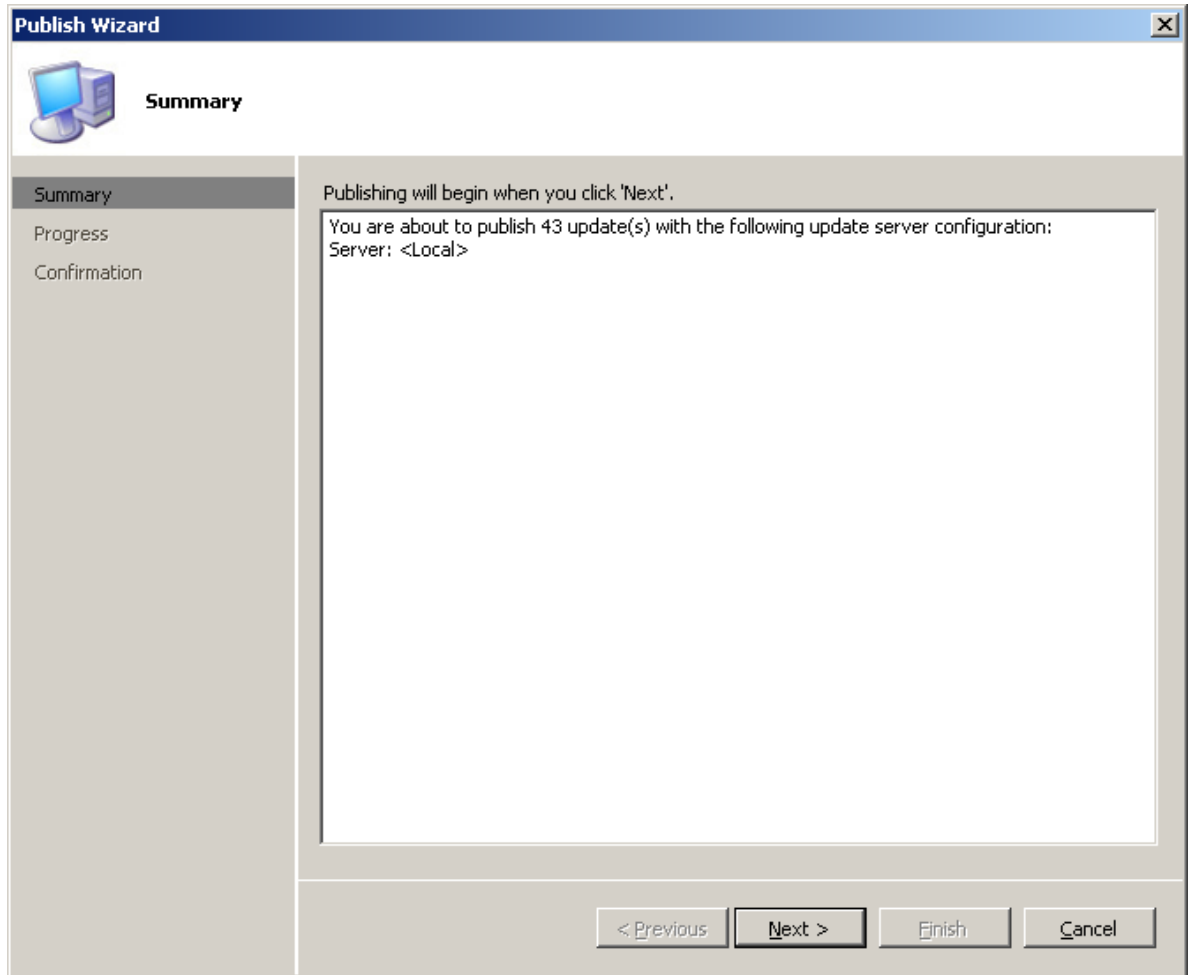 Publish Wizard
Summary
Summary
Progress
Confirmation
Publishing will begin when you click 'Next'.
You are about to publish 43 update(s) with the following update server configuration:
Server: <Local>
< Previous
Next >
Finish
Cancel